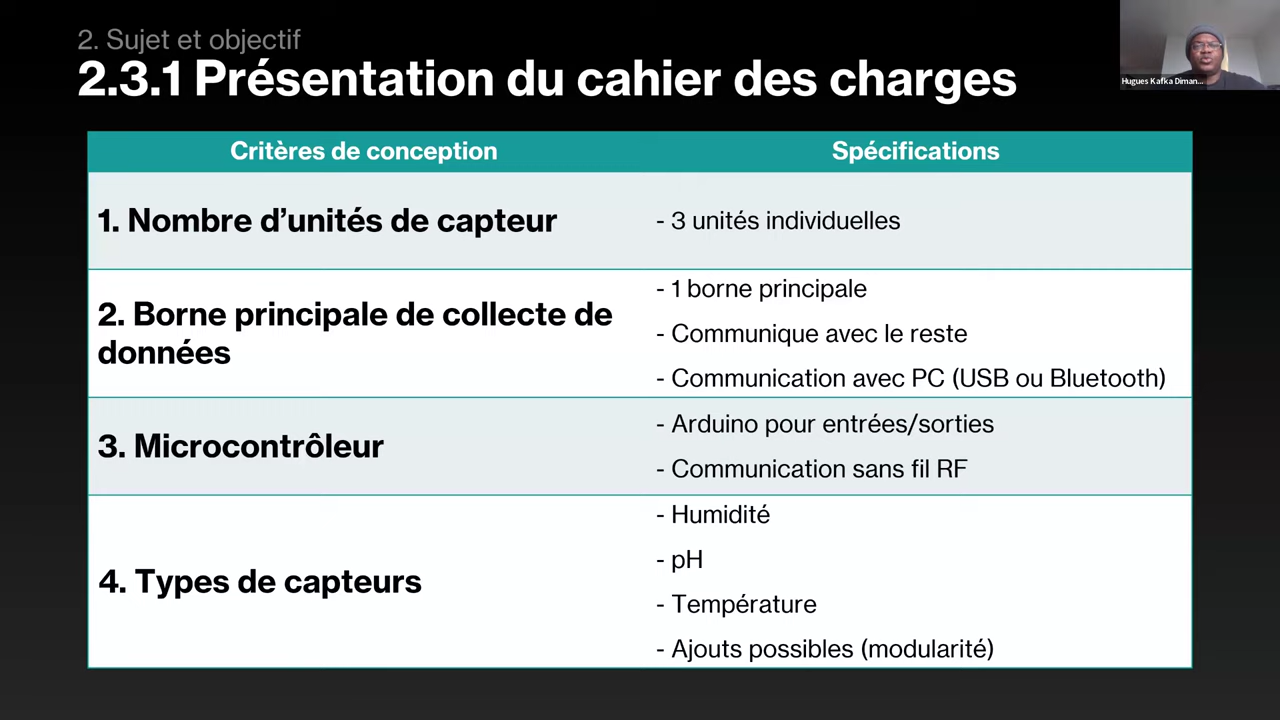 2. Sujet et objectif
2.3.1 Présentation du cahier des charges
Hugues Kafka Diman...
Critères de conception
Spécifications
1. Nombre d’unités de capteur
- 3 unités individuelles
2. Borne principale de collecte de
données
- 1 borne principale
- Communique avec le reste
- Communication avec PC (USB ou Bluetooth)
3. Microcontrôleur
- Arduino pour entrées/sorties
- Communication sans fil RF
4. Types de capteurs
- Humidité
- pH
- Température
- Ajouts possibles (modularité)